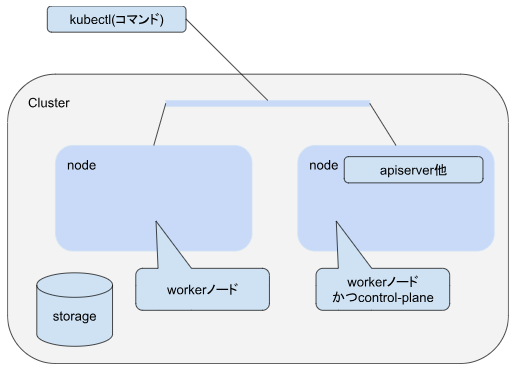 kubectl(コマンド)
Cluster
node
node
apiserver他
workerノード
workerノード
かつcontrol-plane
storage